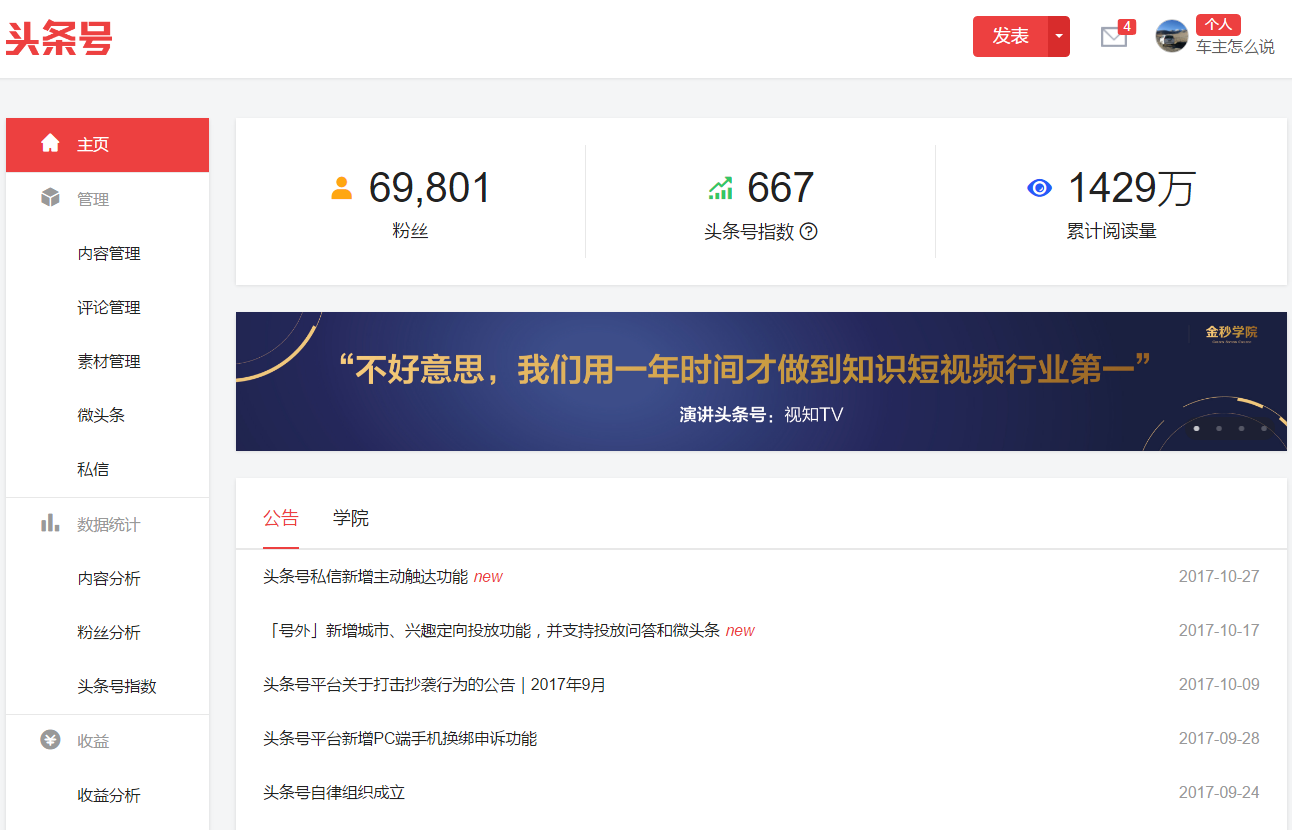 头条号
发表
4
个人
车主怎么说
主页
管理
内容管理
评论管理
素材管理
微头条
私信
数据统计
内容分析
粉丝分析
头条号指数
收益
收益分析
69,801
粉丝
667
头条号指数
1429万
累计阅读量
金秒学院
“不好意思，我们用一年时间才做到知识短视频行业第一”
演讲头条号：视知TV
公告 学院
头条号私信新增主动触达功能 new 2017-10-27
「号外」新增城市、兴趣定向投放功能，并支持投放问答和微头条 new 2017-10-17
头条号平台关于打击抄袭行为的公告 | 2017年9月 2017-10-09
头条号平台新增PC端手机换绑申诉功能 2017-09-28
头条号自律组织成立 2017-09-24